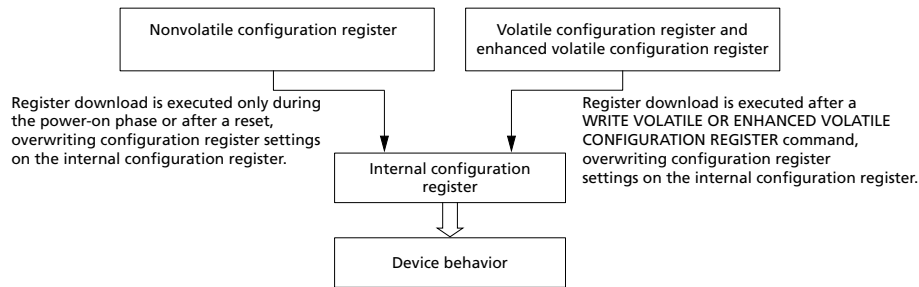 Nonvolatile configuration register
Volatile configuration register and
enhanced volatile configuration register
Register download is executed only during
the power-on phase or after a reset,
overwriting configuration register settings
on the internal configuration register.
Register download is executed after a
WRITE VOLATILE OR ENHANCED VOLATILE
CONFIGURATION REGISTER command,
overwriting configuration register
settings on the internal configuration register.
Internal configuration
register
Device behavior